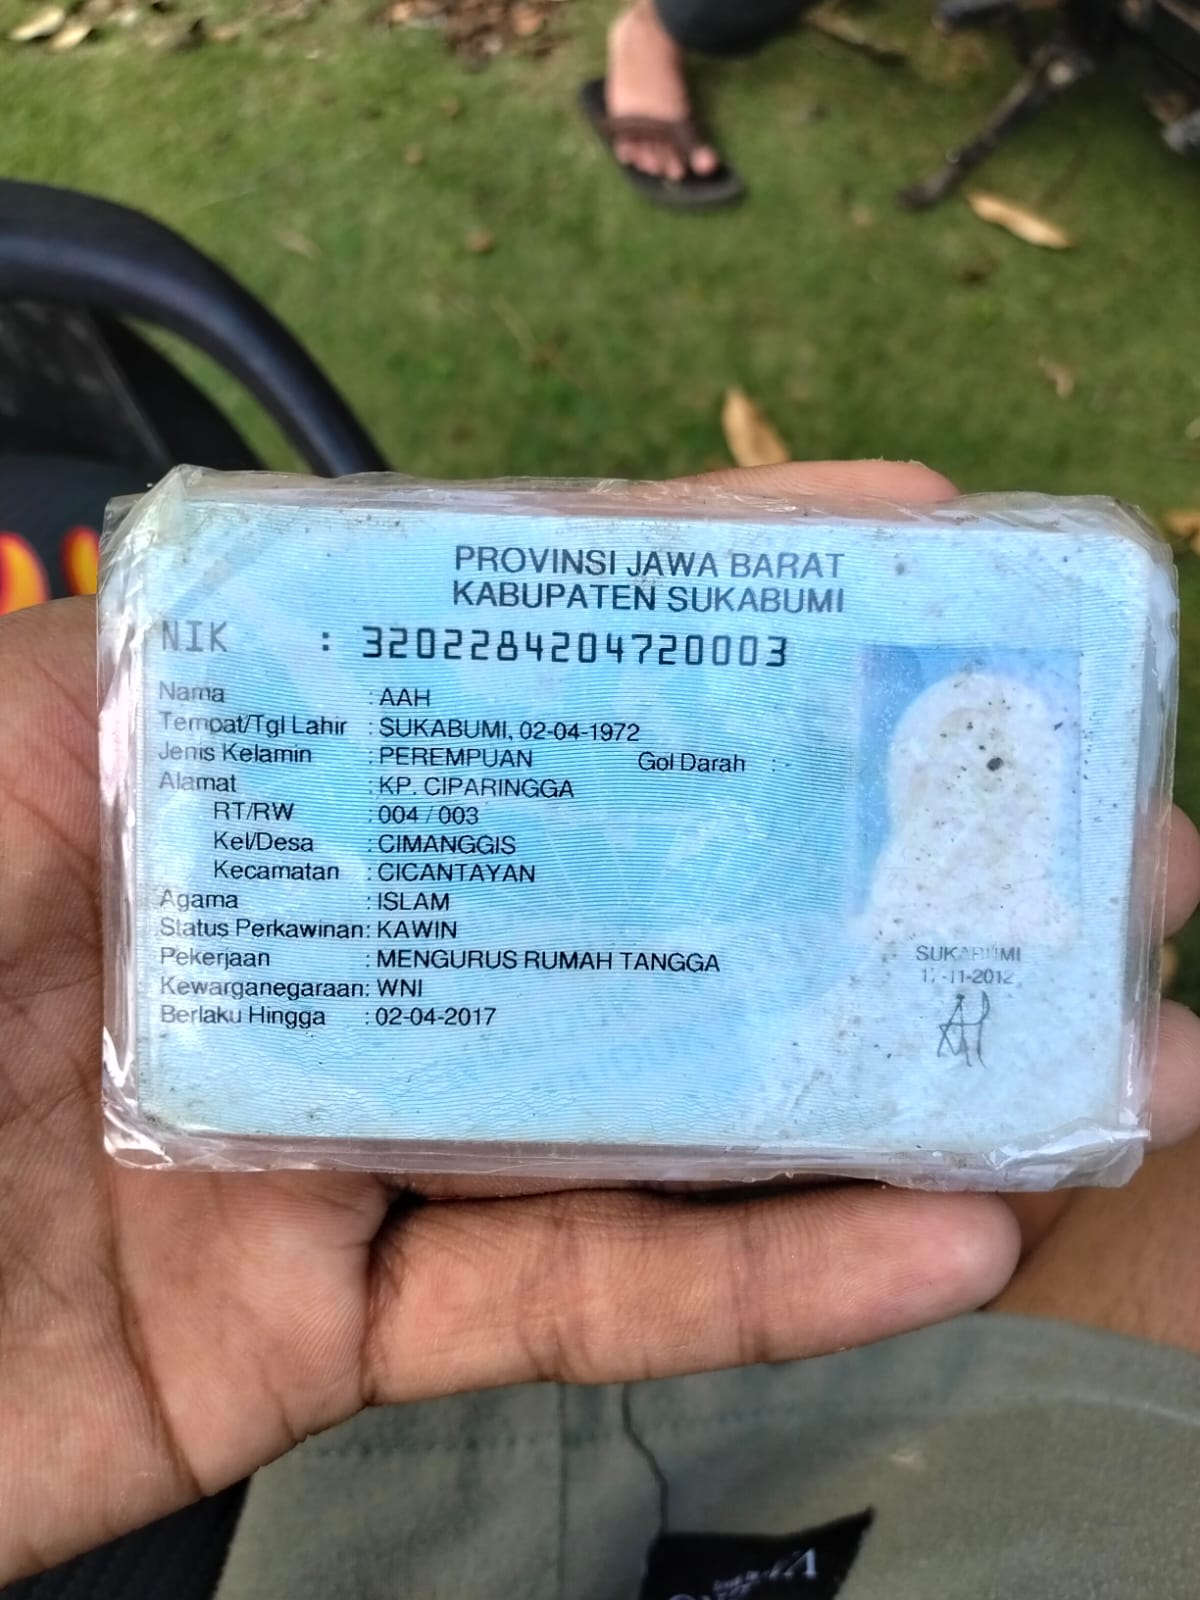 PROVINSI JAWA BARAT
KABUPATEN SUKABUMI
NIK : 3202284204720003
Nama : AAH
Tempat/Tgl Lahir : SUKABUMI, 02-04-1972
Jenis Kelamin : PEREMPUAN Gol Darah : -
Alamat : KP. CIPARINGGA
RT/RW : 004 / 003
Kel/Desa : CIMANGGIS
Kecamatan : CICANTAYAN
Agama : ISLAM
Status Perkawinan: KAWIN
Pekerjaan : MENGURUS RUMAH TANGGA
Kewarganegaraan: WNI
Berlaku Hingga : 02-04-2017
SUKABUMI